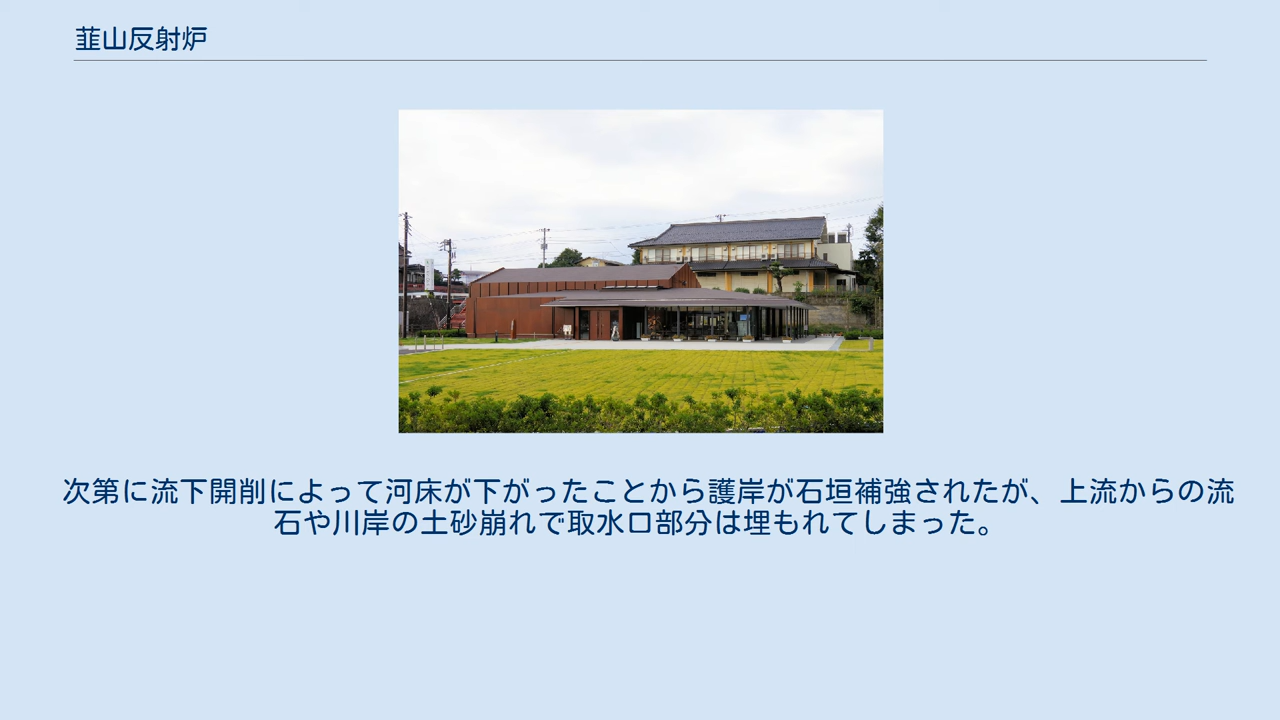 韮山反射炉
次第に流下開削によって河床が下がったことから護岸が石垣補強されたが、上流からの流
石や川岸の土砂崩れで取水口部分は埋もれてしまった。